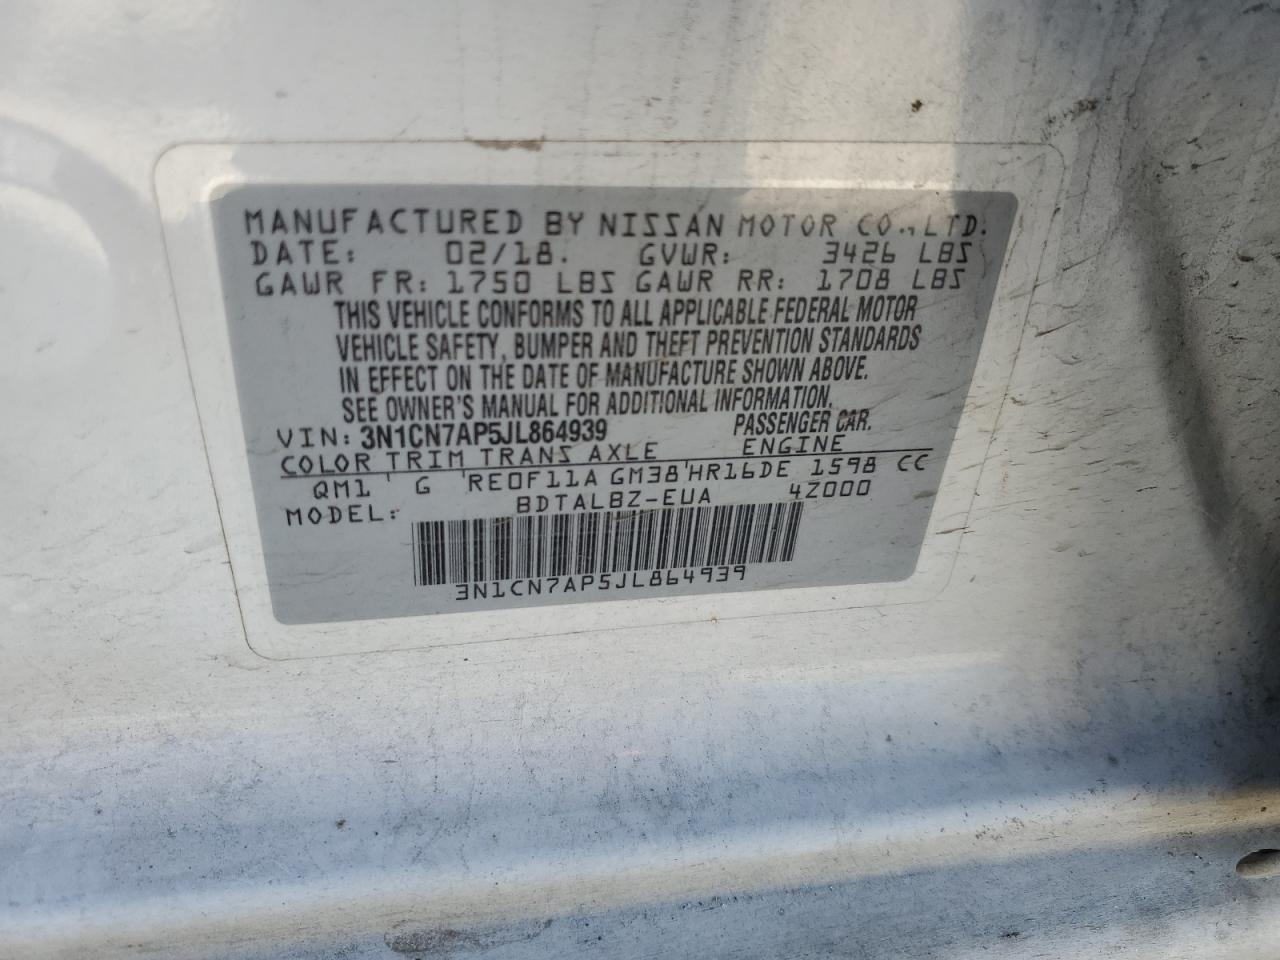 MANUFACTURED BY NISSAN MOTOR CO., LTD.
DATE: 02/18. GVWR: 3426 LBS
GAWR FR: 1750 LBS GAWR RR: 1708 LBS
THIS VEHICLE CONFORMS TO ALL APPLICABLE FEDERAL MOTOR
VEHICLE SAFETY, BUMPER AND THEFT PREVENTION STANDARDS
IN EFFECT ON THE DATE OF MANUFACTURE SHOWN ABOVE.
SEE OWNER'S MANUAL FOR ADDITIONAL INFORMATION.
VIN: 3N1CN7AP5JL864939 PASSENGER CAR.
COLOR TRIM TRANS AXLE ENGINE
QM1 ' G 'RE0F11A GM38'HR16DE 1598 CC
MODEL: BDTALBZ-EUA 4Z000
3N1CN7AP5JL864939